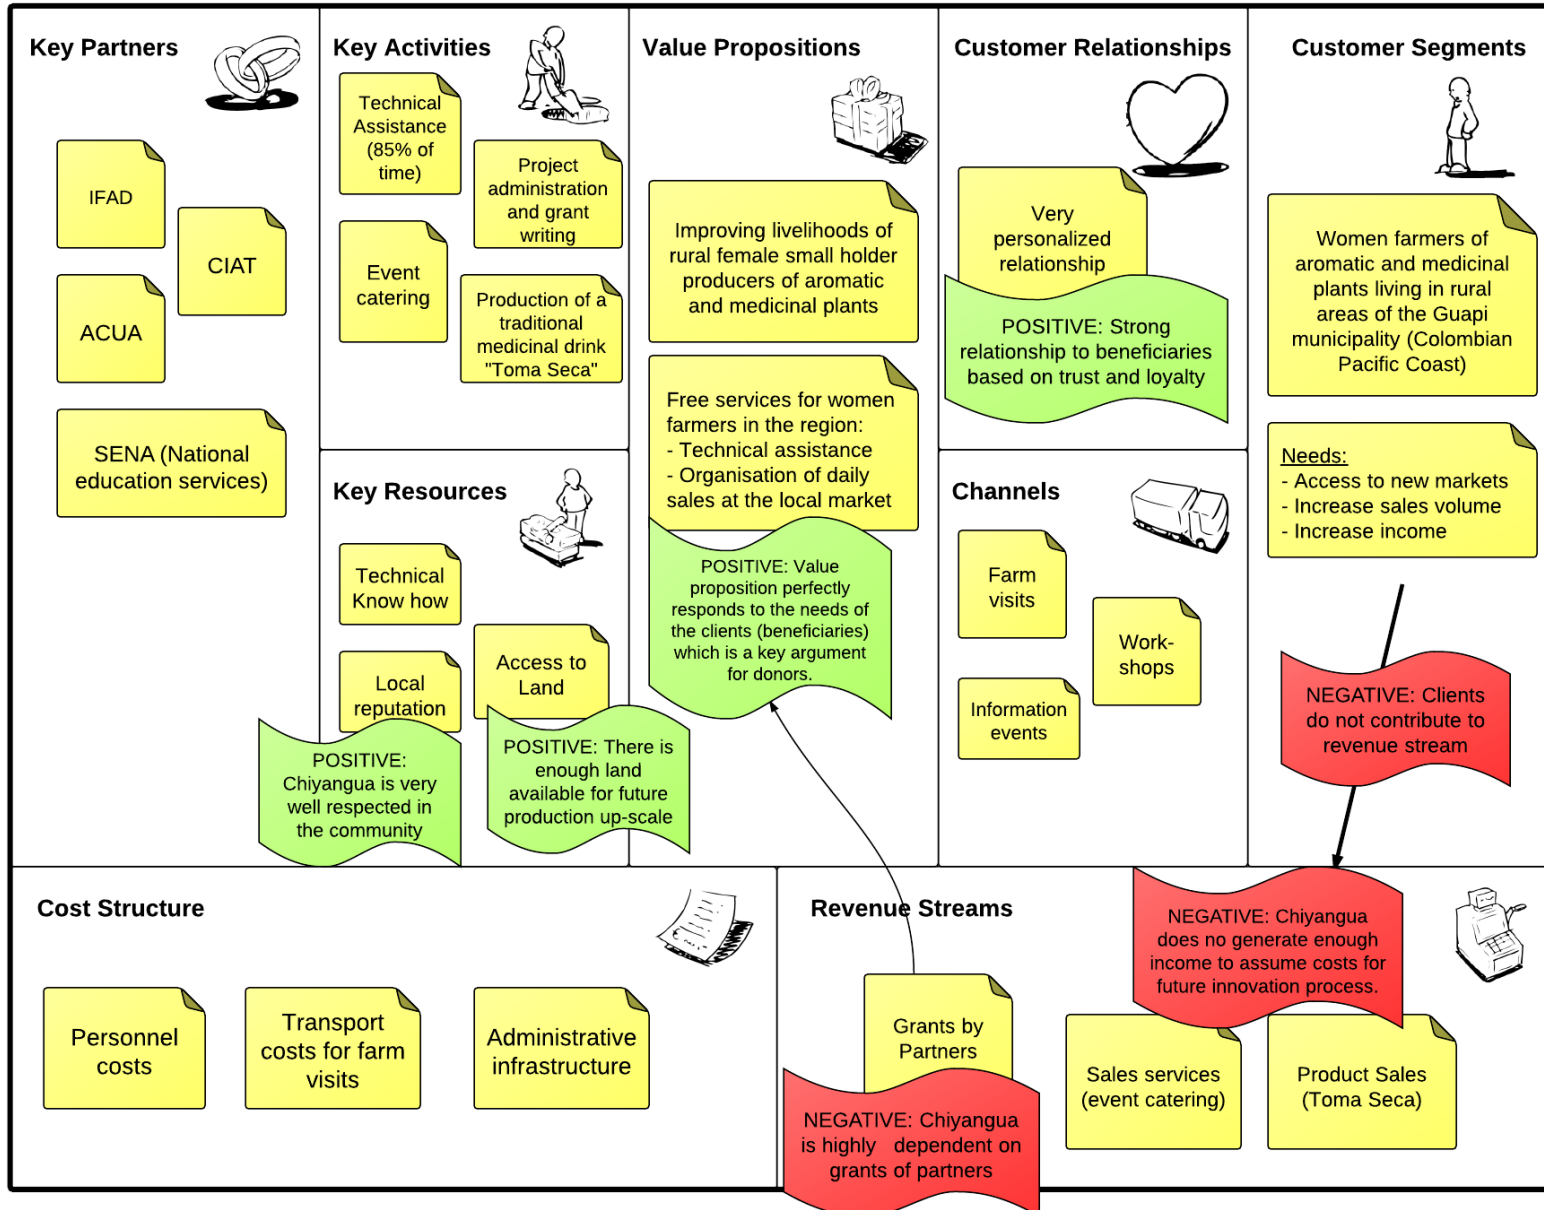 Key Partners
IFAD
CIAT
ACUA
SENA (National
education services)
Key Activities
Technical
Assistance
(85% of
time)
Project
administration
and grant
writing
Event
catering
Production of a
traditional
medicinal drink
"Toma Seca"
Key Resources
Technical
Know how
Access to
Land
Local
reputation
POSITIVE:
Chiyangua is very
well respected in
the community
POSITIVE: There is
enough land
available for future
production up-scale
Value Propositions
Improving livelihoods of
rural female small holder
producers of aromatic
and medicinal plants
Free services for women
farmers in the region:
- Technical assistance
- Organisation of daily
sales at the local market
POSITIVE: Value
proposition perfectly
responds to the needs of
the clients (beneficiaries)
which is a key argument
for donors.
Customer Relationships
Very
personalized
relationship
POSITIVE: Strong
relationship to beneficiaries
based on trust and loyalty
Channels
Farm
visits
Work-
shops
Information
events
Customer Segments
Women farmers of
aromatic and medicinal
plants living in rural
areas of the Guapi
municipality (Colombian
Pacific Coast)
Needs:
- Access to new markets
- Increase sales volume
- Increase income
NEGATIVE: Clients
do not contribute to
revenue stream
Cost Structure
Personnel
costs
Transport
costs for farm
visits
Administrative
infrastructure
Revenue Streams
Grants by
Partners
NEGATIVE: Chiyangua
is highly dependent on
grants of partners
NEGATIVE: Chiyangua
does no generate enough
income to assume costs for
future innovation process.
Sales services
(event catering)
Product Sales
(Toma Seca)